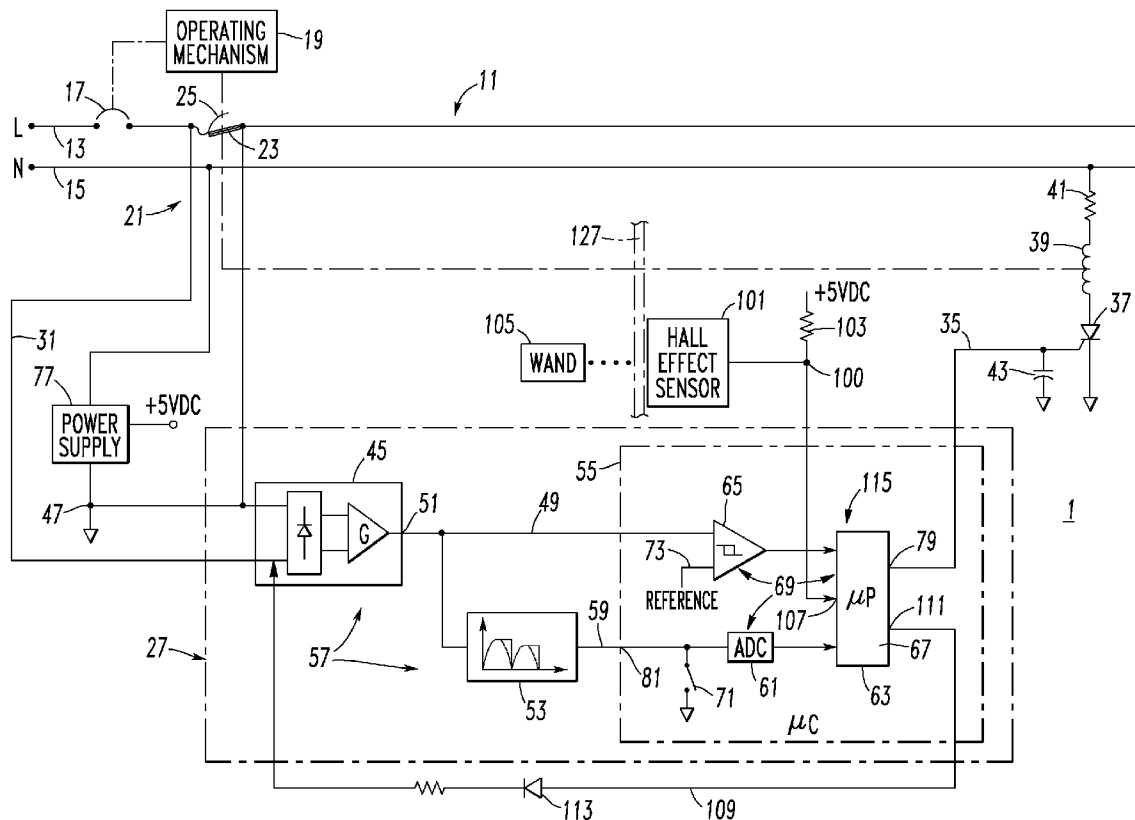 OPERATING
MECHANISM
19
17
25
11
L
13
23
N
15
21
41
127
39
+5VDC
101
37
31
105
103
35
WAND
HALL
EFFECT
SENSOR
77
100
43
+5VDC
POWER
SUPPLY
45
55
65
115
1
47
51
49
G
73
79
69
REFERENCE
107
μP
111
27
57
59
ADC
67
81
61
63
53
71
μC
113
109